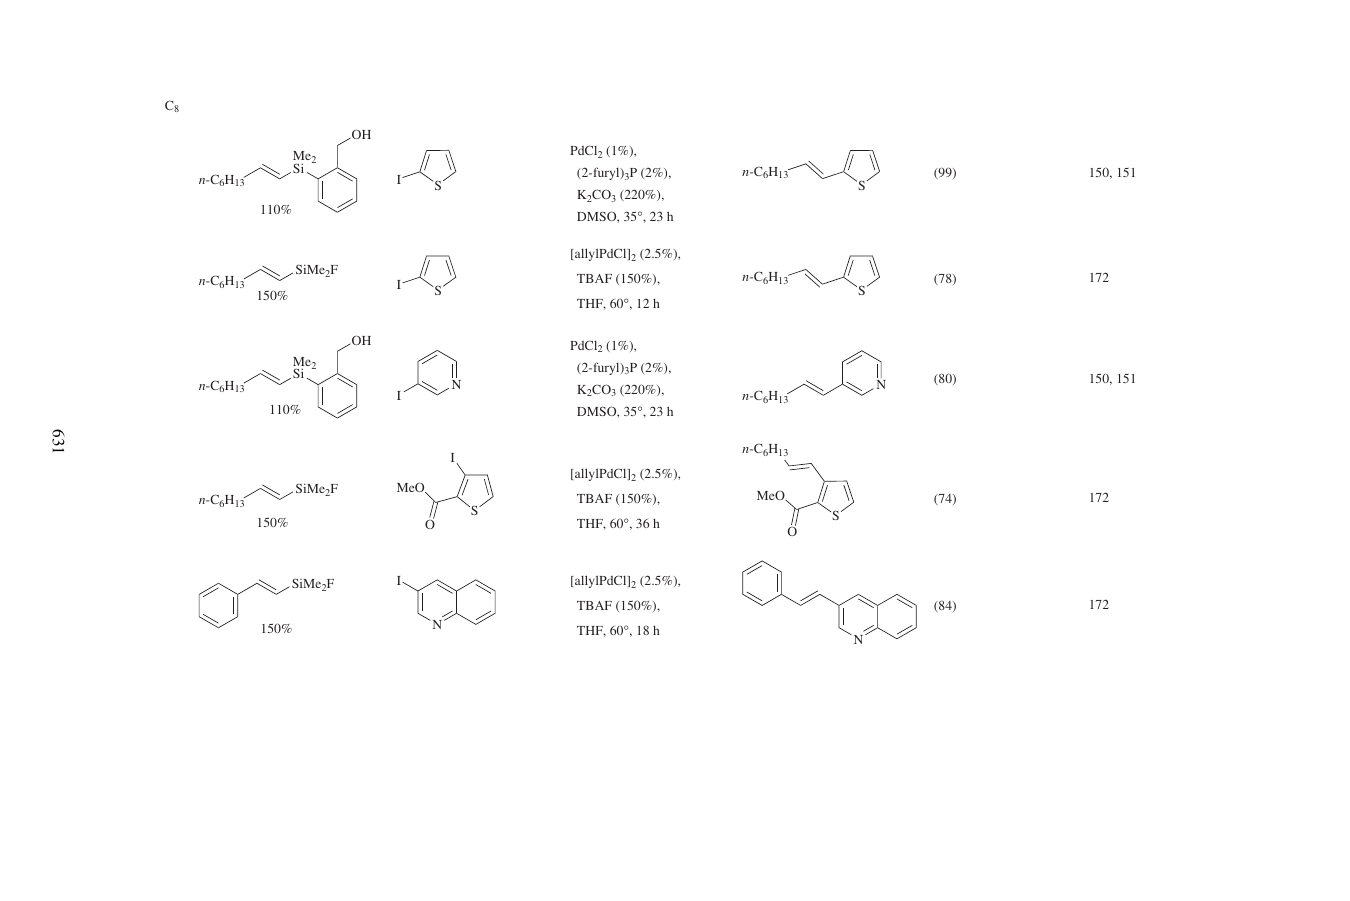 C8
n-C6H13 Me2 Si OH 110% I S PdCl2 (1%), n-C6H13 S (99) 150, 151
(2-furyl)3P (2%),
K2CO3 (220%),
DMSO, 35°, 23 h
n-C6H13 SiMe2F 150% I S [allylPdCl]2 (2.5%), n-C6H13 S (78) 172
TBAF (150%),
THF, 60°, 12 h
n-C6H13 Me2 Si OH 110% I N PdCl2 (1%), n-C6H13 N (80) 150, 151
(2-furyl)3P (2%),
K2CO3 (220%),
DMSO, 35°, 23 h
n-C6H13 SiMe2F 150% I MeO O S [allylPdCl]2 (2.5%), n-C6H13 MeO O S (74) 172
TBAF (150%),
THF, 60°, 36 h
SiMe2F 150% I N [allylPdCl]2 (2.5%), N (84) 172
TBAF (150%),
THF, 60°, 18 h
631